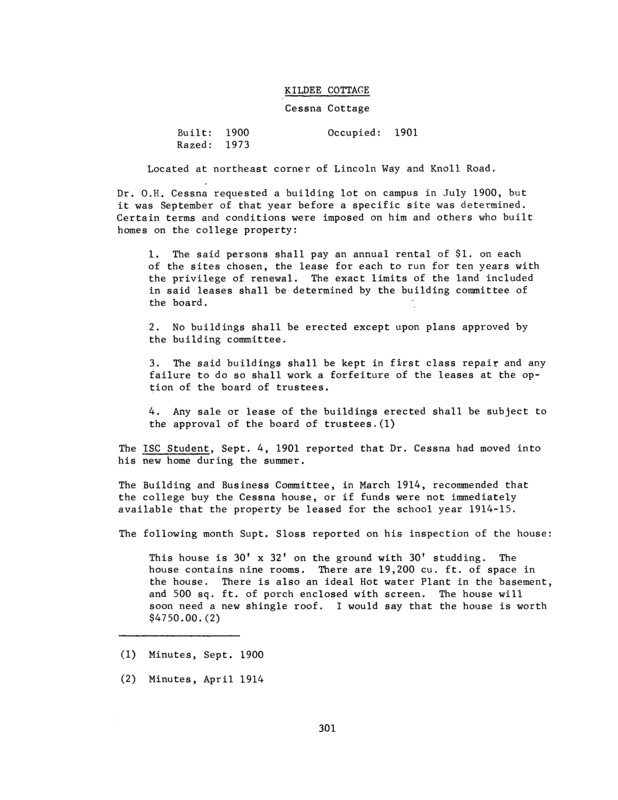 KILDEE COTTAGE
Cessna Cottage
Built: 1900 Occupied: 1901
Razed: 1973
Located at northeast corner of Lincoln Way and Knoll Road.
Dr. O.H. Cessna requested a building lot on campus in July 1900, but
it was September of that year before a specific site was determined.
Certain terms and conditions were imposed on him and others who built
homes on the college property:
1. The said persons shall pay an annual rental of $1. on each
of the sites chosen, the lease for each to run for ten years with
the privilege of renewal. The exact limits of the land included
in said leases shall be determined by the building committee of
the board.
2. No buildings shall be erected except upon plans approved by
the building committee.
3. The said buildings shall be kept in first class repair and any
failure to do so shall work a forfeiture of the leases at the op-
tion of the board of trustees.
4. Any sale or lease of the buildings erected shall be subject to
the approval of the board of trustees.(1)
The ISC Student, Sept. 4, 1901 reported that Dr. Cessna had moved into
his new home during the summer.
The Building and Business Committee, in March 1914, recommended that
the college buy the Cessna house, or if funds were not immediately
available that the property be leased for the school year 1914-15.
The following month Supt. Sloss reported on his inspection of the house:
This house is 30' x 32' on the ground with 30' studding. The
house contains nine rooms. There are 19,200 cu. ft. of space in
the house. There is also an ideal Hot water Plant in the basement,
and 500 sq. ft. of porch enclosed with screen. The house will
soon need a new shingle roof. I would say that the house is worth
$4750.00.(2)
(1) Minutes, Sept. 1900
(2) Minutes, April 1914
301